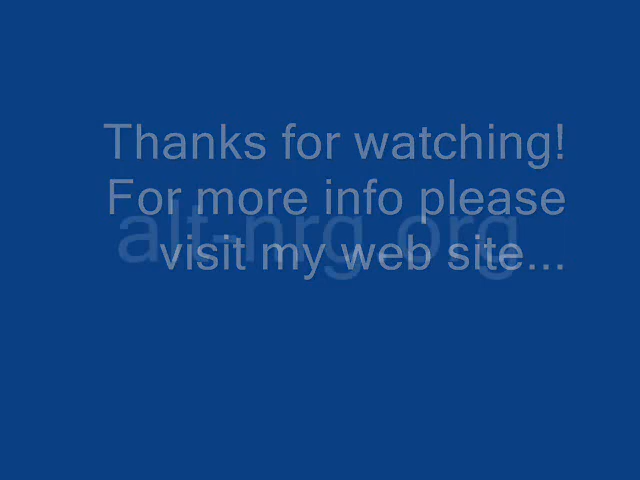 Thanks for watching!
For more info please
visit my web site...
alt-nrg.org